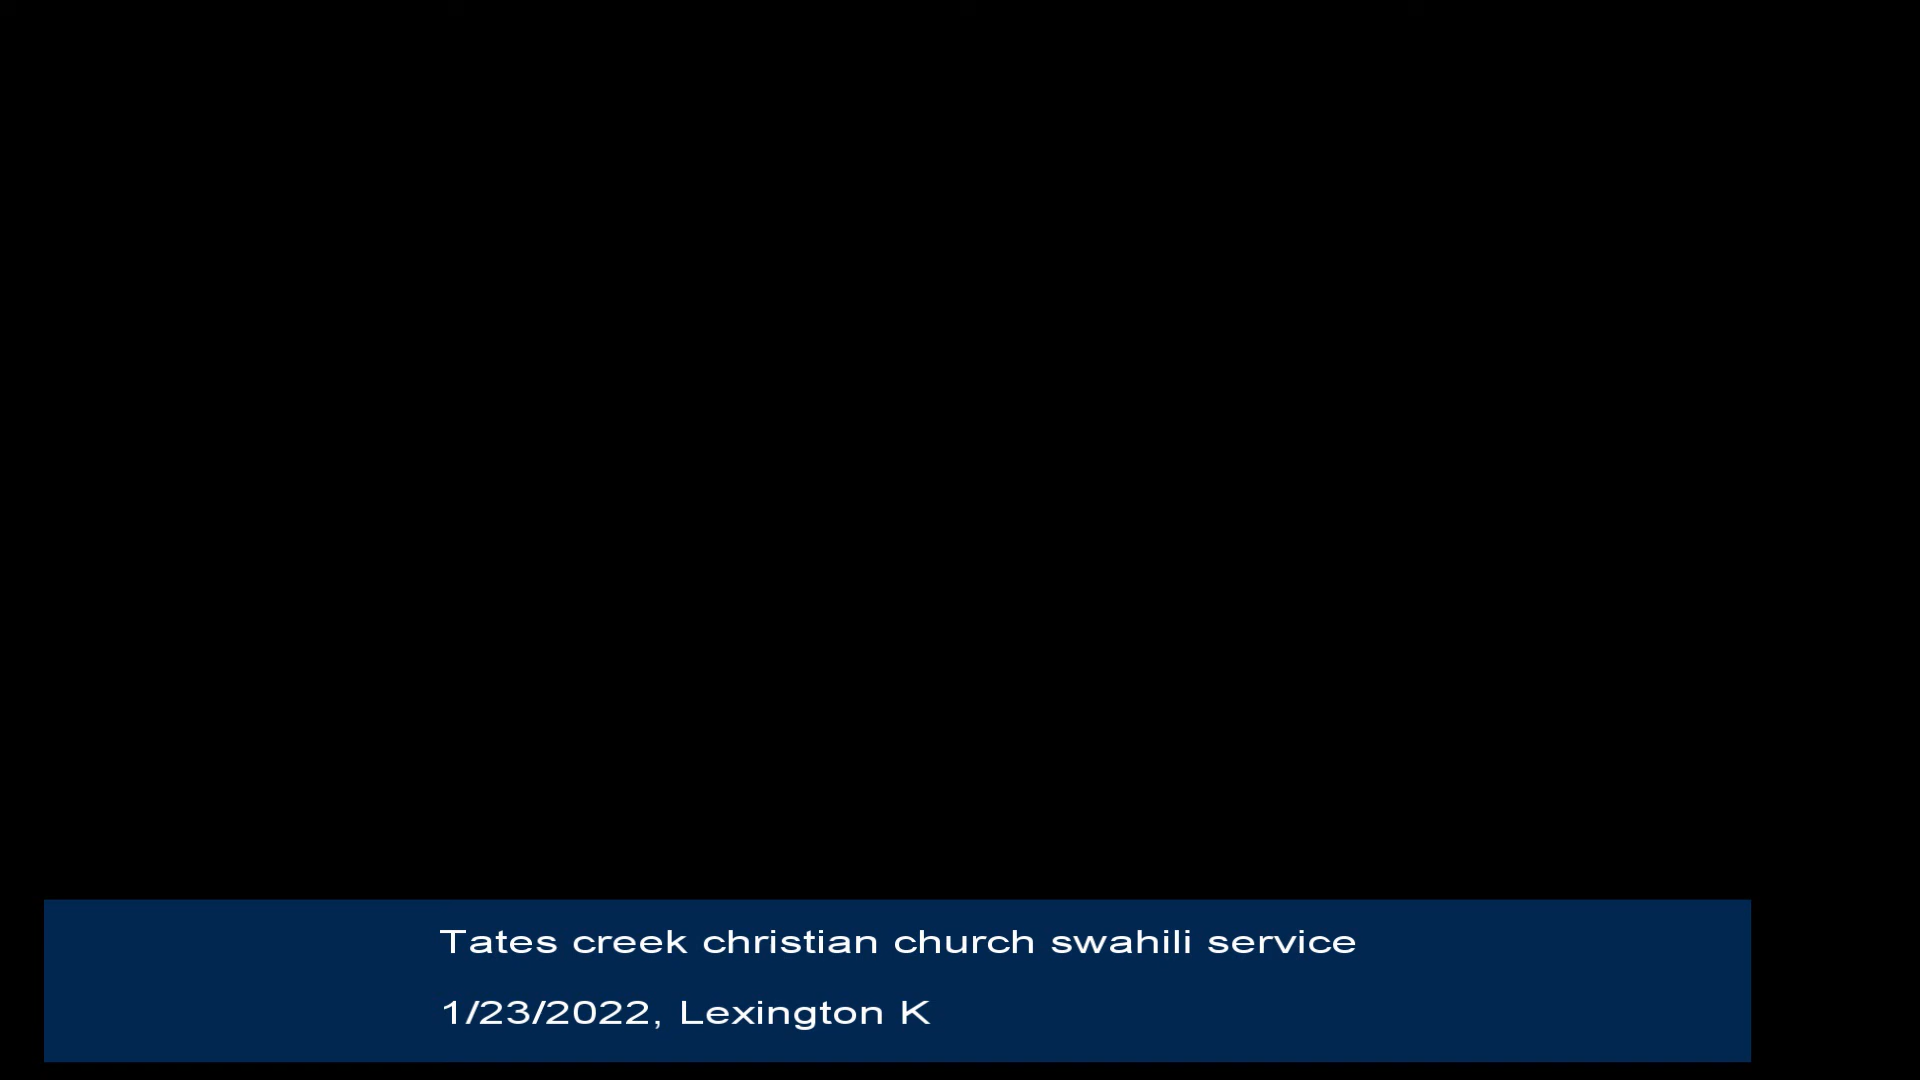 Tates creek christian church swahili service
1/23/2022, Lexington K